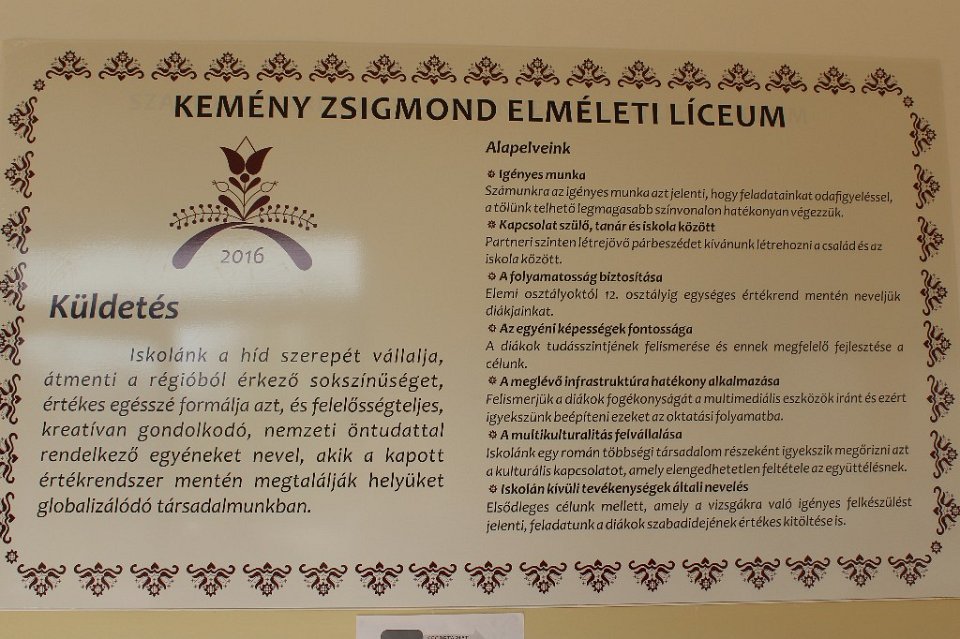 KEMÉNY ZSIGMOND ELMÉLETI LÍCEUM
2016
Küldetés
Iskolánk a híd szerepét vállalja,
átmenti a régióból érkező sokszínűséget,
értékes egésszé formálja azt, és felelősségteljes,
kreatívan gondolkodó, nemzeti öntudattal
rendelkező egyéneket nevel, akik a kapott
értékrendszer mentén megtalálják helyüket
globalizálódó társadalmunkban.
Alapelveink
Igényes munka
Számunkra az igényes munka azt jelenti, hogy feladatainkat odafigyeléssel,
a tőlünk telhető legmagasabb színvonalon hatékonyan végezzük.
Kapcsolat szülő, tanár és iskola között
Partneri szinten létrejövő párbeszédet kívánunk létrehozni a család és az
iskola között.
A folyamatosság biztosítása
Elemi osztályoktól 12. osztályig egységes értékrend mentén neveljük
diákjainkat.
Az egyéni képességek fontossága
A diákok tudásszintjének felismerése és ennek megfelelő fejlesztése a
célunk.
A meglévő infrastruktúra hatékony alkalmazása
Felismerjük a diákok fogékonyságát a multimediális eszközök iránt és ezért
igyekszünk beépíteni ezeket az oktatási folyamatba.
A multikulturalitás felvállalása
Iskolánk egy román többségi társadalom részeként igyekszik megőrizni azt
a kulturális kapcsolatot, amely elengedhetetlen feltétele az együttélésnek.
Iskolán kívüli tevékenységek általi nevelés
Elsődleges célunk mellett, amely a vizsgákra való igényes felkészülést
jelenti, feladatunk a diákok szabadidejének értékes kitöltése is.